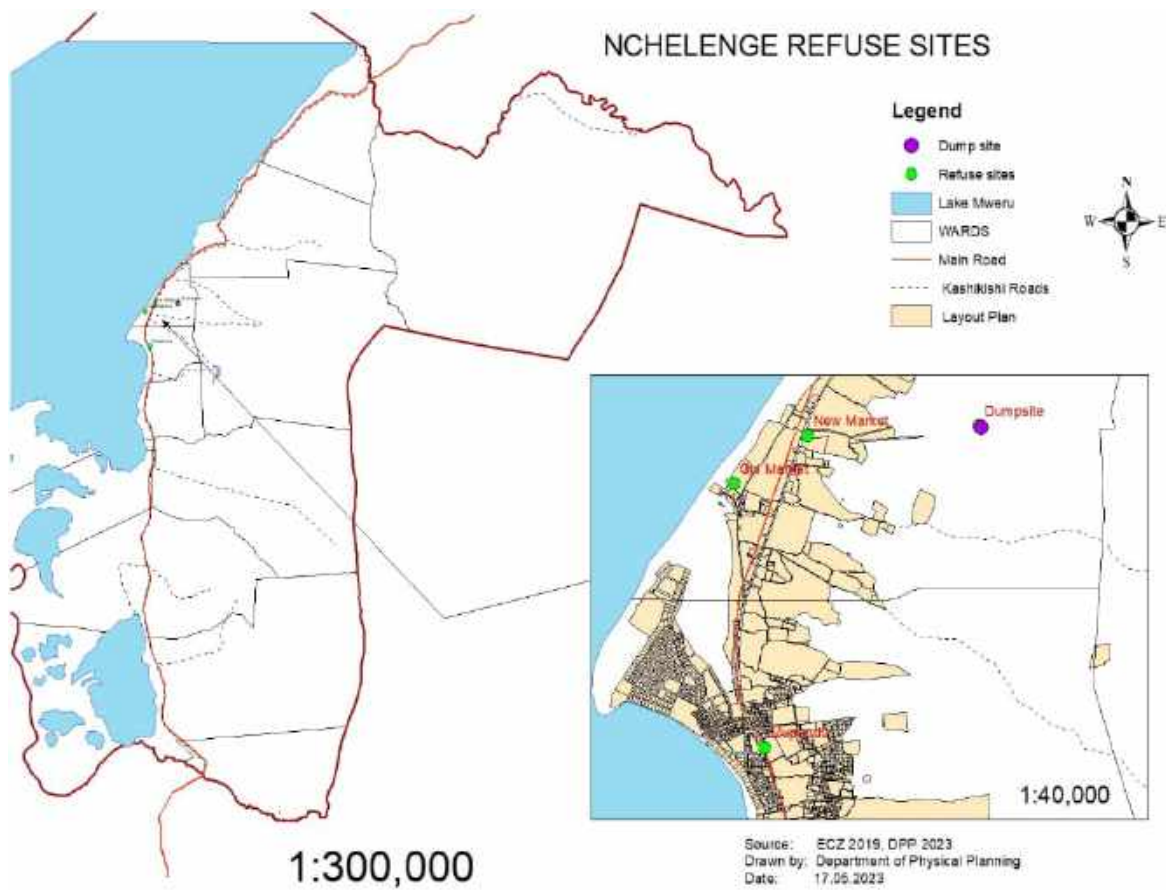 NCHELENGE REFUSE SITES
Legend
Dump site
Refuse sites
Lake Mweru
WARDS
Main Road
Kashikishi Roads
Layout Plan
N
W E
S
Dumpsite
New Market
Market
1:40,000
1:300,000
Source: ECZ 2019, DPP 2023
Drawn by: Department of Physical Planning
Date: 17.05.2023